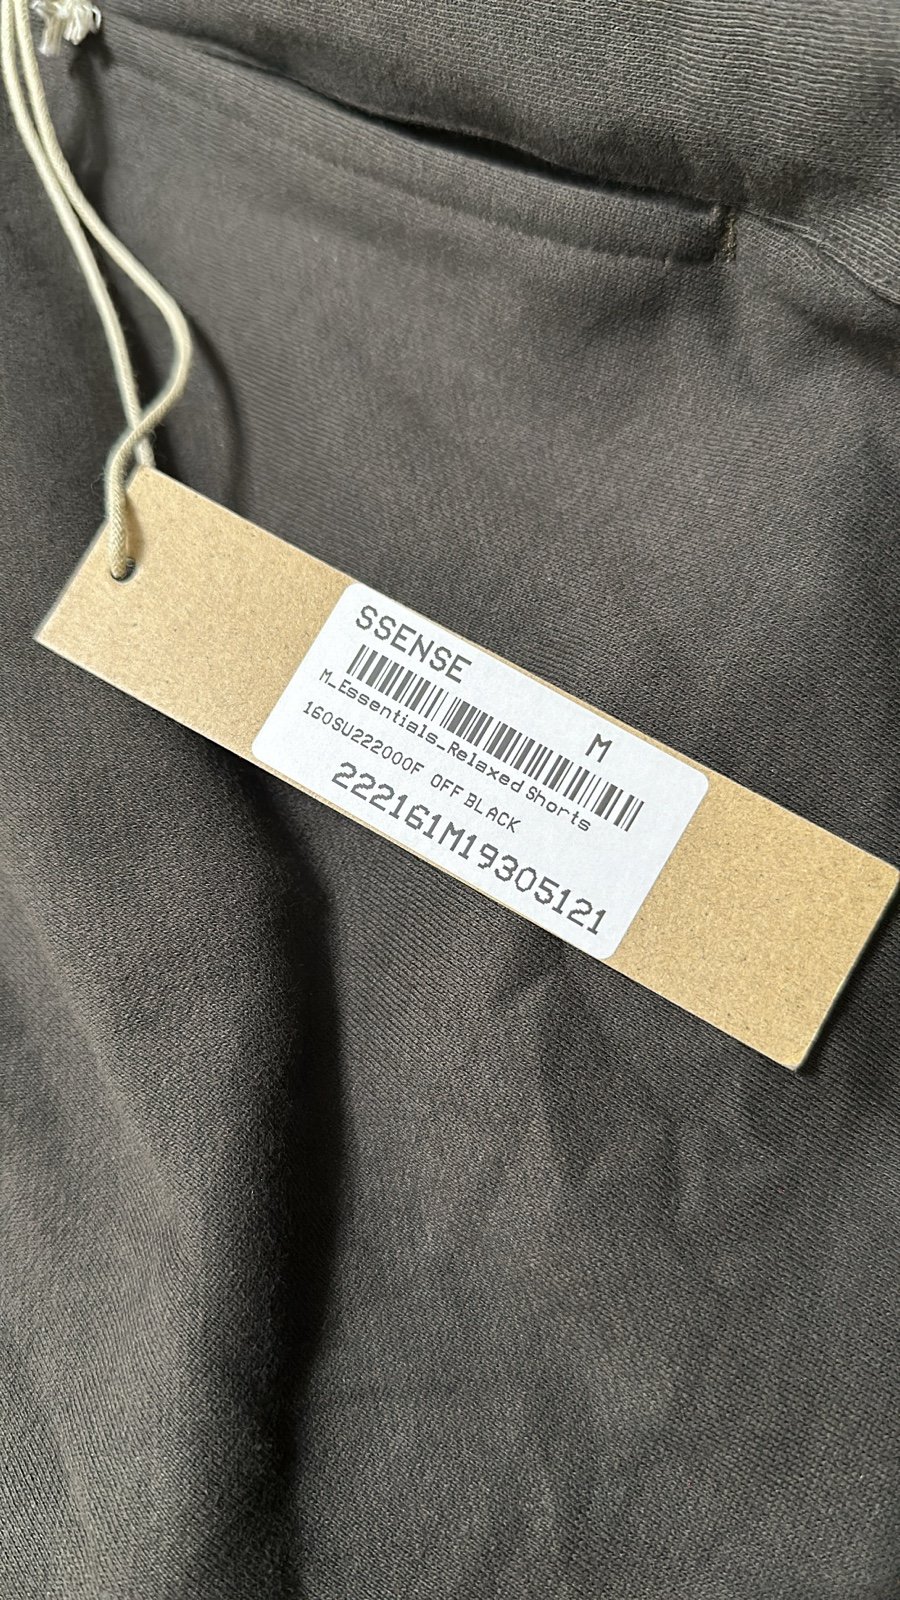 SSENSE
M
M_Essentials_Relaxed Shorts
160SU222000F OFF BLACK
222161M19305121